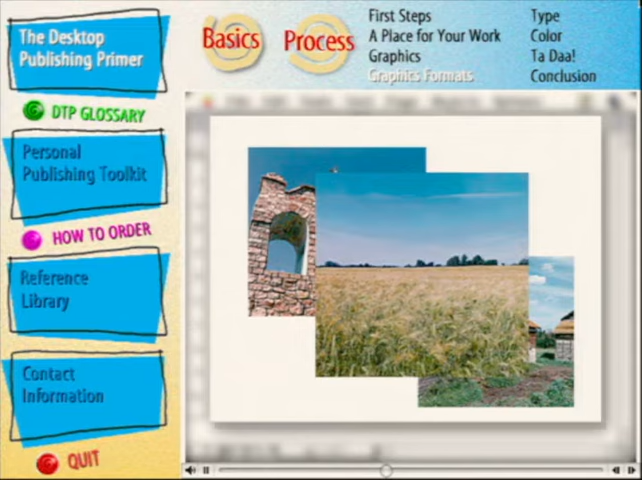 The Desktop
Publishing Primer
DTP GLOSSARY
Personal
Publishing Toolkit
HOW TO ORDER
Reference
Library
Contact
Information
QUIT
Basics
Process
First Steps
A Place for Your Work
Graphics
Graphics Formats
Type
Color
Ta Daa!
Conclusion